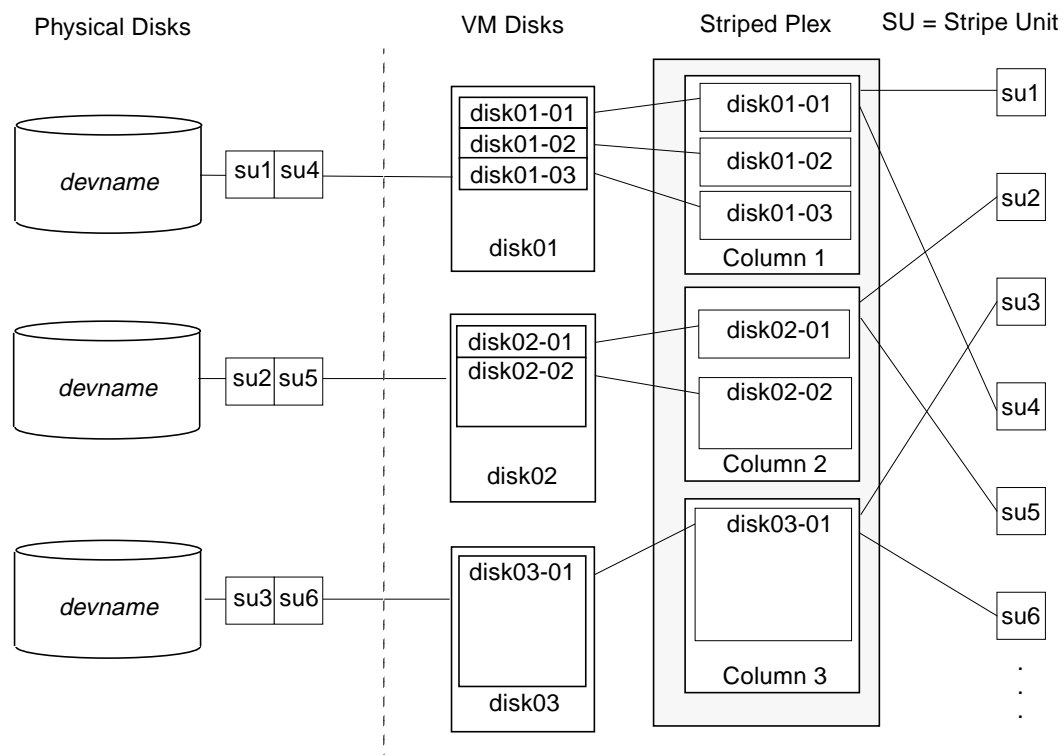 Physical Disks
VM Disks
Striped Plex
SU = Stripe Unit
devname
su1 su4
disk01-01
disk01-02
disk01-03
disk01
disk01-01
disk01-02
disk01-03
Column 1
su1
su2
su3
su4
su5
su6
.
.
.
devname
su2 su5
disk02-01
disk02-02
disk02
disk02-01
disk02-02
Column 2
devname
su3 su6
disk03-01
disk03
disk03-01
Column 3